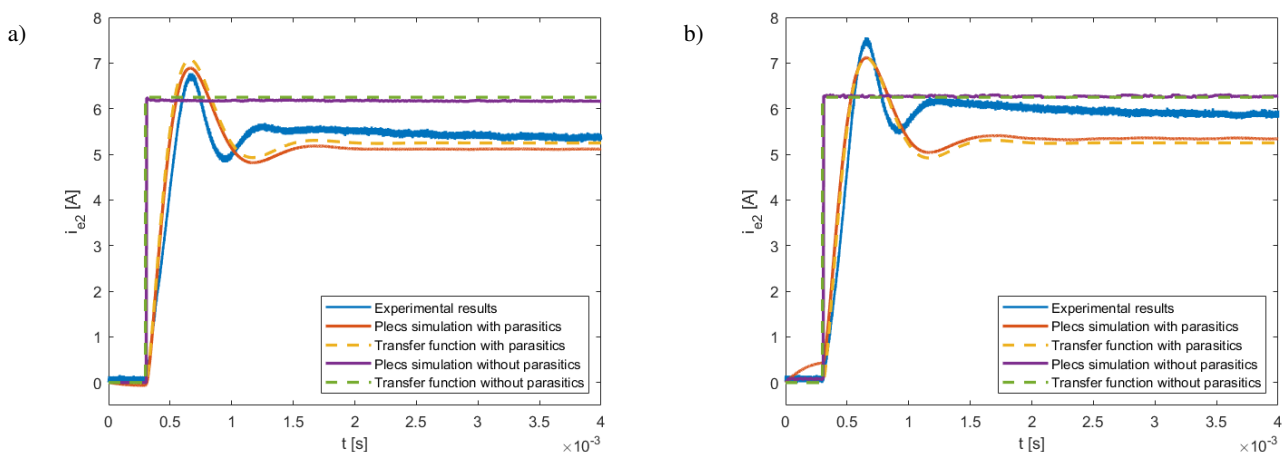 a)
8
7
6
5
4
3
2
1
0
i_e2 [A]
Experimental results
Plecs simulation with parasitics
Transfer function with parasitics
Plecs simulation without parasitics
Transfer function without parasitics
0 0.5 1 1.5 2 2.5 3 3.5 4
t [s]
×10⁻³
b)
8
7
6
5
4
3
2
1
0
i_e2 [A]
Experimental results
Plecs simulation with parasitics
Transfer function with parasitics
Plecs simulation without parasitics
Transfer function without parasitics
0 0.5 1 1.5 2 2.5 3 3.5 4
t [s]
×10⁻³